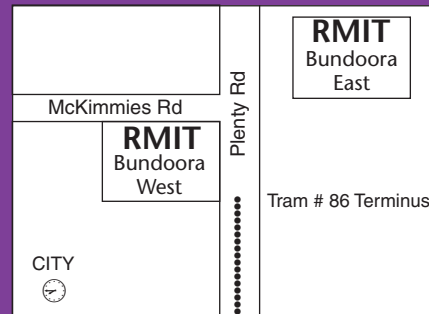 RMIT
Bundoora
East
McKimmies Rd
Plenty Rd
RMIT
Bundoora
West
Tram # 86 Terminus
CITY